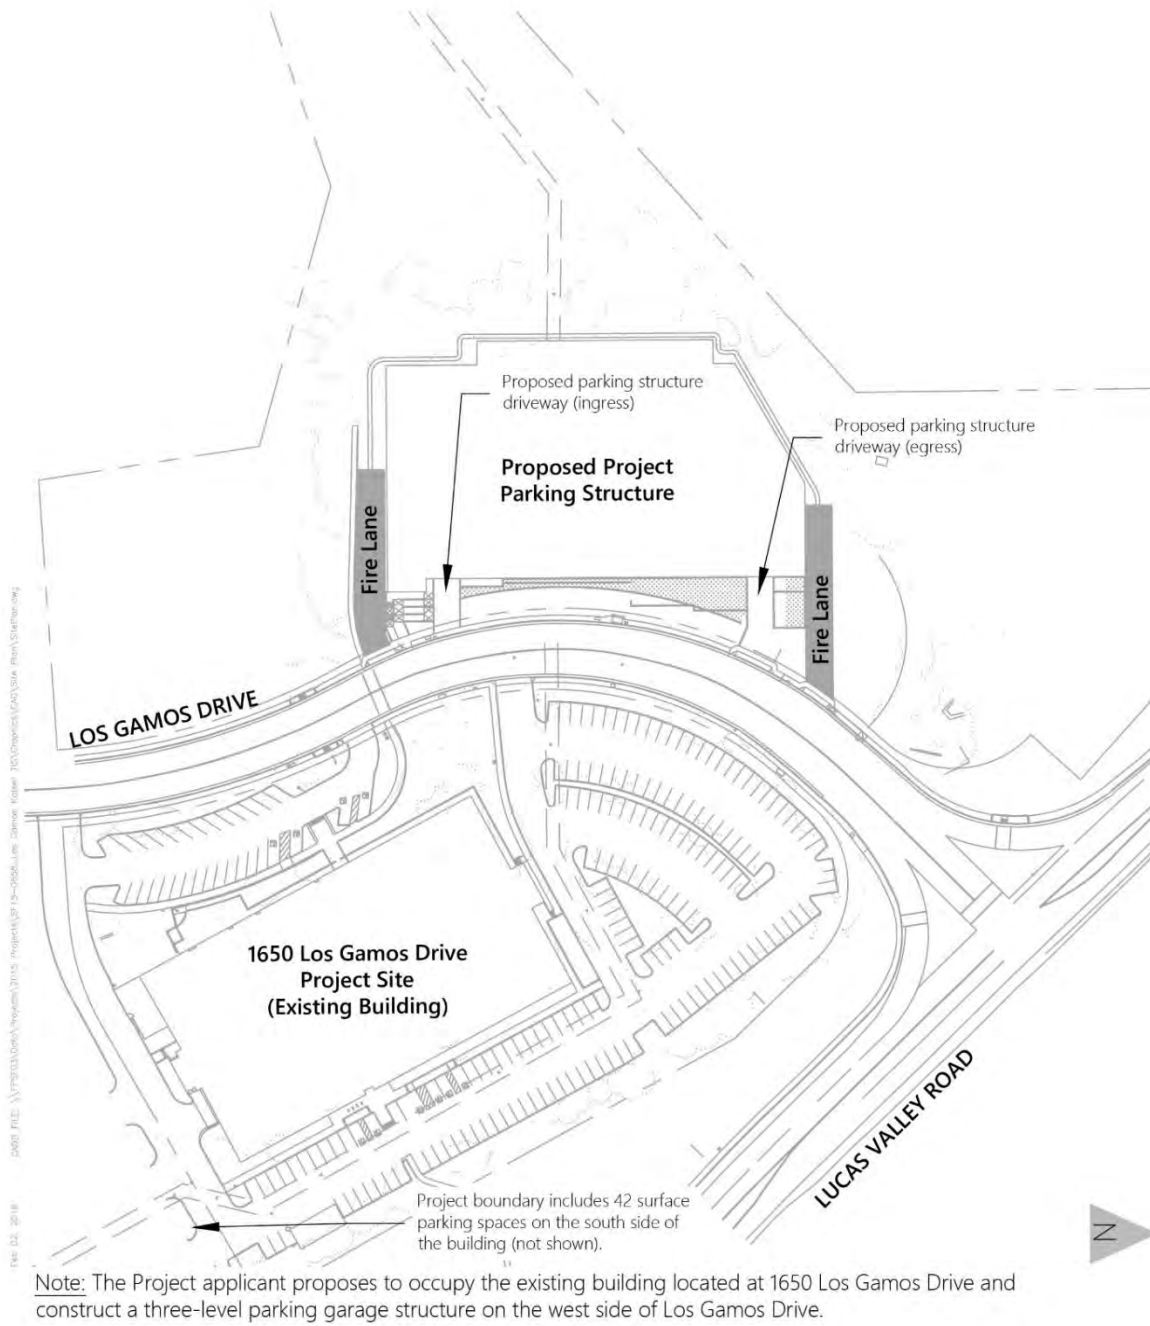 Proposed parking structure
driveway (ingress)
Proposed parking structure
driveway (egress)
Proposed Project
Parking Structure
Fire Lane
Fire Lane
LOS GAMOS DRIVE
1650 Los Gamos Drive
Project Site
(Existing Building)
LUCAS VALLEY ROAD
Project boundary includes 42 surface
parking spaces on the south side of
the building (not shown).
N
Feb 02, 2018
Note: The Project applicant proposes to occupy the existing building located at 1650 Los Gamos Drive and
construct a three-level parking garage structure on the west side of Los Gamos Drive.